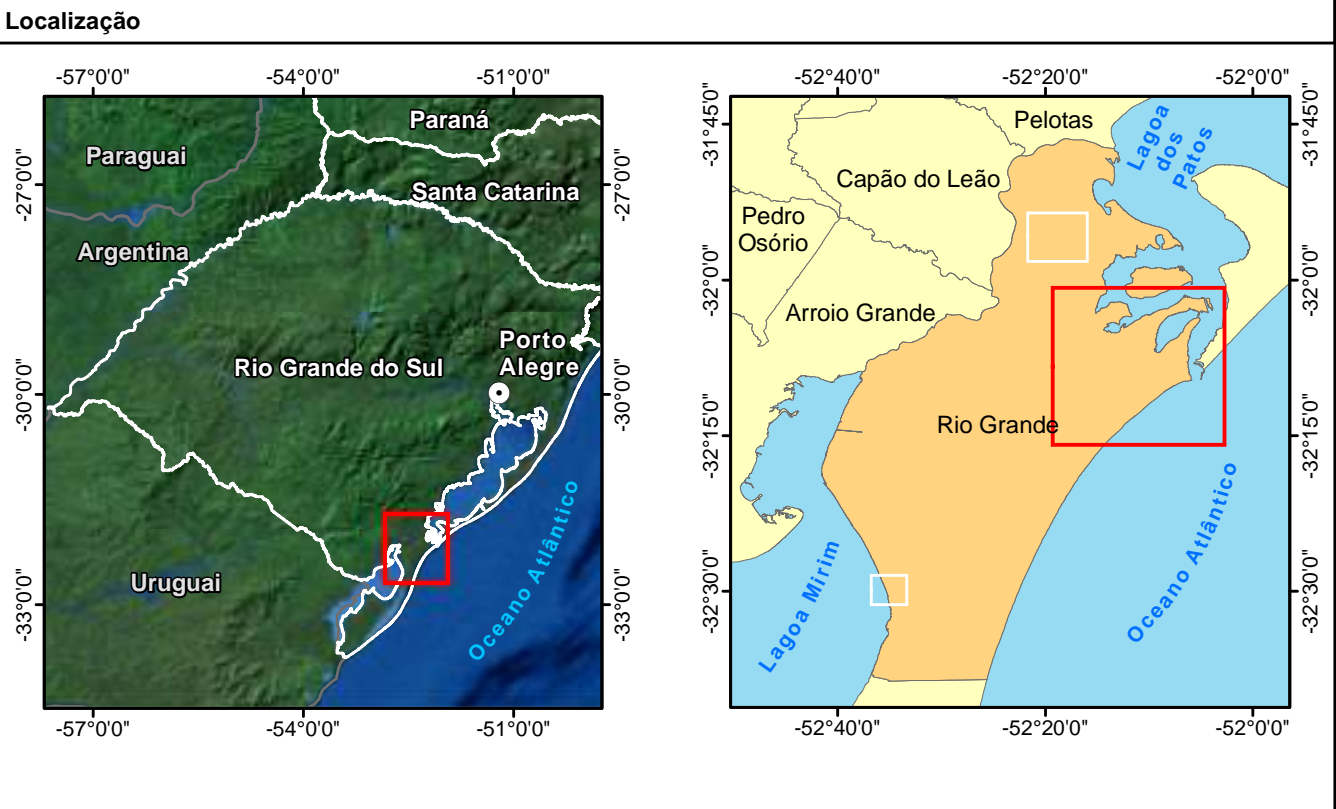 Localização
-57°0'0"
-54°0'0"
-51°0'0"
-27°0'0"
-30°0'0"
-33°0'0"
Paraná
Paraguai
Santa Catarina
Argentina
Porto
Alegre
Rio Grande do Sul
Uruguai
Oceano Atlântico
-27°0'0"
-30°0'0"
-33°0'0"
-57°0'0"
-54°0'0"
-51°0'0"
-52°40'0"
-52°20'0"
-52°0'0"
-31°45'0"
-32°0'0"
-32°15'0"
-32°30'0"
Pelotas
Lagoa
dos
Patos
Capão do Leão
Pedro
Osório
Arroio Grande
Rio Grande
Lagoa Mirim
Oceano Atlântico
-31°45'0"
-32°0'0"
-32°15'0"
-32°30'0"
-52°40'0"
-52°20'0"
-52°0'0"